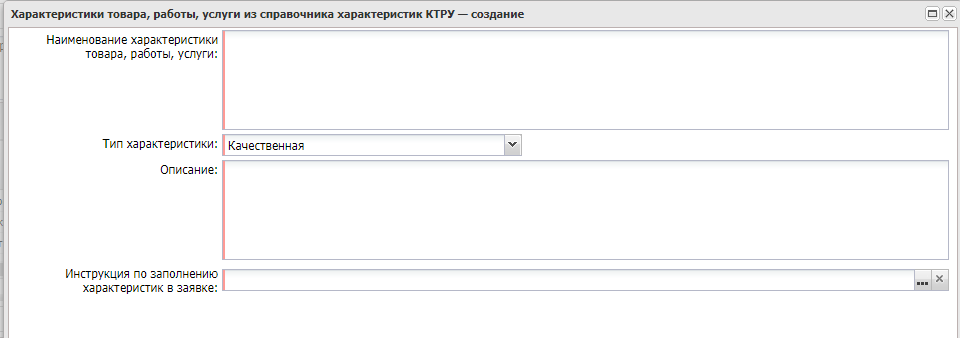 Характеристики товара, работы, услуги из справочника характеристик КТРУ — создание
Наименование характеристики
товара, работы, услуги:
Тип характеристики: Качественная
Описание:
Инструкция по заполнению
характеристик в заявке: